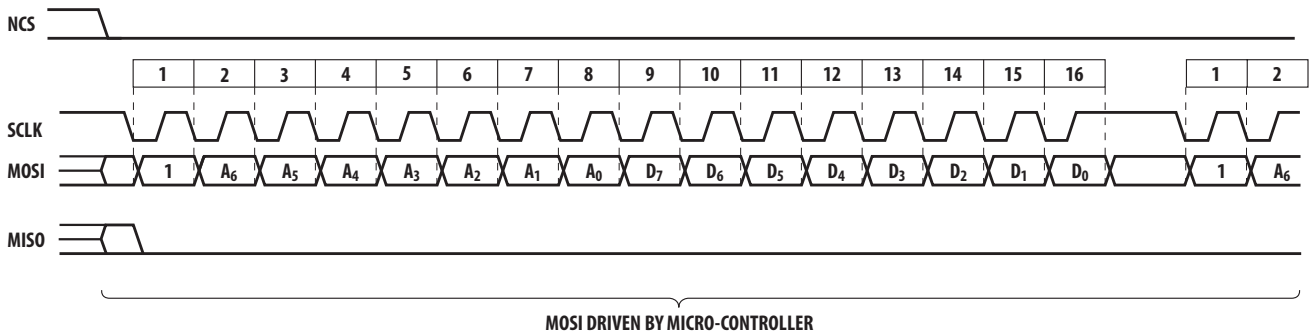 NCS
1 2 3 4 5 6 7 8 9 10 11 12 13 14 15 16 1 2
SCLK
MOSI 1 A6 A5 A4 A3 A2 A1 A0 D7 D6 D5 D4 D3 D2 D1 D0 1 A6
MISO
MOSI DRIVEN BY MICRO-CONTROLLER